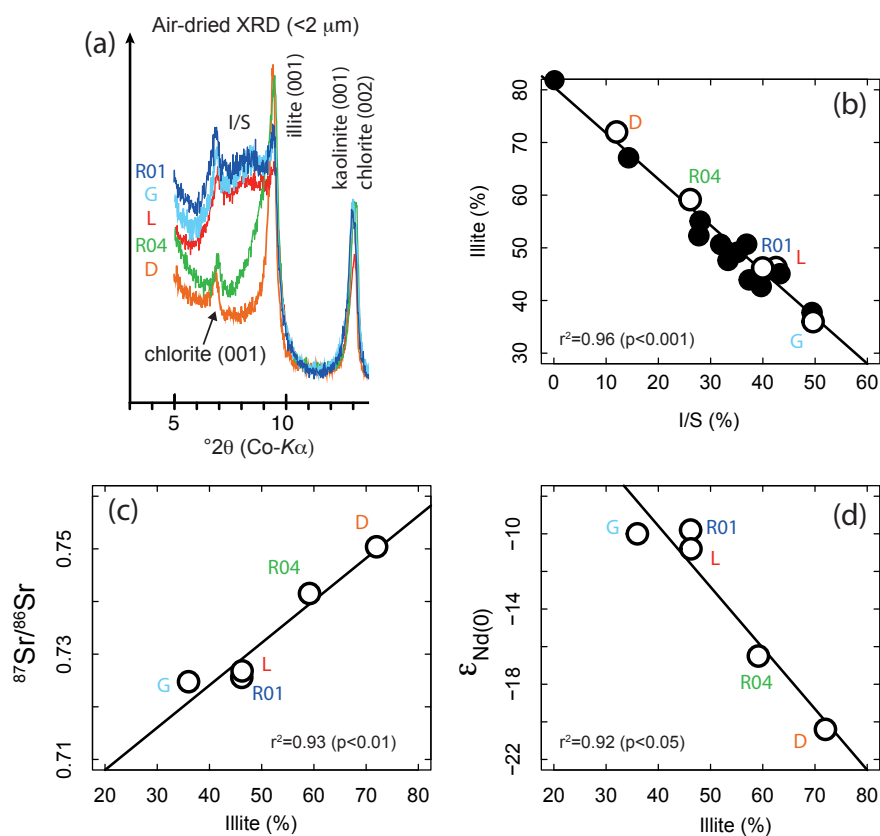 Air-dried XRD (<2 μm)
(a)
I/S
illite (001)
kaolinite (001)
chlorite (002)
R01
G
L
R04
D
chlorite (001)
5
10
°2θ (Co-Kα)
(b)
D
R04
R01
L
G
Illite (%)
80
70
60
50
40
30
r²=0.96 (p<0.001)
0
10
20
30
40
50
60
I/S (%)
(c)
D
R04
L
G
R01
⁸⁷Sr/⁸⁶Sr
0.75
0.73
0.71
r²=0.93 (p<0.01)
20
30
40
50
60
70
80
Illite (%)
(d)
G
R01
L
R04
D
εNd(0)
−10
−14
−18
−22
r²=0.92 (p<0.05)
20
30
40
50
60
70
80
Illite (%)